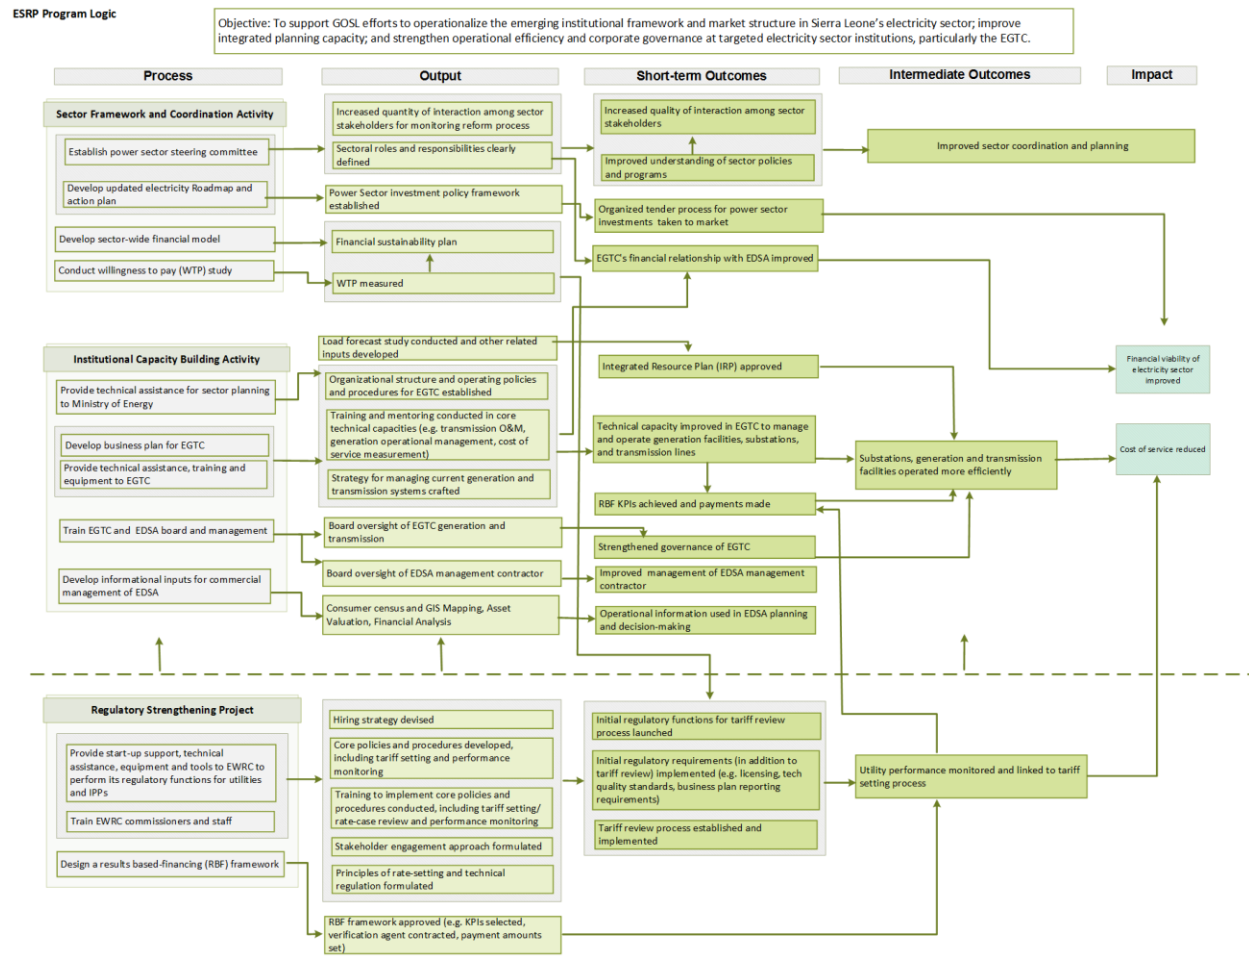 ESRP Program Logic
Objective: To support GOSL efforts to operationalize the emerging institutional framework and market structure in Sierra Leone's electricity sector; improve
integrated planning capacity; and strengthen operational efficiency and corporate governance at targeted electricity sector institutions, particularly the EGTC.
Process
Output
Short-term Outcomes
Intermediate Outcomes
Impact
Sector Framework and Coordination Activity
Establish power sector steering committee
Develop updated electricity Roadmap and
action plan
Develop sector-wide financial model
Conduct willingness to pay (WTP) study
Increased quantity of interaction among sector
stakeholders for monitoring reform process
Sectoral roles and responsibilities clearly
defined
Power Sector investment policy framework
established
Financial sustainability plan
WTP measured
Increased quality of interaction among sector
stakeholders
Improved understanding of sector policies
and programs
Organized tender process for power sector
investments taken to market
EGTC's financial relationship with EDSA improved
Improved sector coordination and planning
Institutional Capacity Building Activity
Provide technical assistance for sector planning
to Ministry of Energy
Develop business plan for EGTC
Provide technical assistance, training and
equipment to EGTC
Train EGTC and EDSA board and management
Develop informational inputs for commercial
management of EDSA
Load forecast study conducted and other related
inputs developed
Organizational structure and operating policies
and procedures for EGTC established
Training and mentoring conducted in core
technical capacities (e.g. transmission O&M,
generation operational management, cost of
service measurement)
Strategy for managing current generation and
transmission systems crafted
Board oversight of EGTC generation and
transmission
Board oversight of EDSA management contractor
Consumer census and GIS Mapping, Asset
Valuation, Financial Analysis
Integrated Resource Plan (IRP) approved
Technical capacity improved in EGTC to manage
and operate generation facilities, substations,
and transmission lines
RBF KPIs achieved and payments made
Strengthened governance of EGTC
Improved management of EDSA management
contractor
Operational information used in EDSA planning
and decision-making
Substations, generation and transmission
facilities operated more efficiently
Financial viability of
electricity sector
improved
Cost of service reduced
Regulatory Strengthening Project
Provide start-up support, technical
assistance, equipment and tools to EWRC to
perform its regulatory functions for utilities
and IPPs
Train EWRC commissioners and staff
Design a results based-financing (RBF) framework
Hiring strategy devised
Core policies and procedures developed,
including tariff setting and performance
monitoring
Training to implement core policies and
procedures conducted, including tariff setting/
rate-case review and performance monitoring
Stakeholder engagement approach formulated
Principles of rate-setting and technical
regulation formulated
RBF framework approved (e.g. KPIs selected,
verification agent contracted, payment amounts
set)
Initial regulatory functions for tariff review
process launched
Initial regulatory requirements (in addition to
tariff review) implemented (e.g. licensing, tech
quality standards, business plan reporting
requirements)
Tariff review process established and
implemented
Utility performance monitored and linked to tariff
setting process